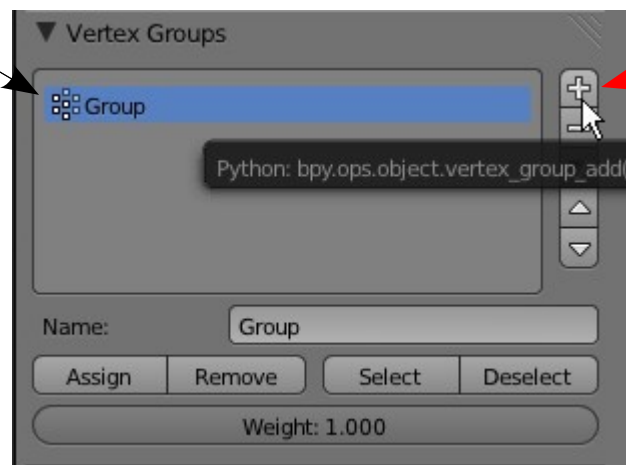 Vertex Groups
Group
Python: bpy.ops.object.vertex_group_add(
Name: Group
Assign Remove Select Deselect
Weight: 1.000